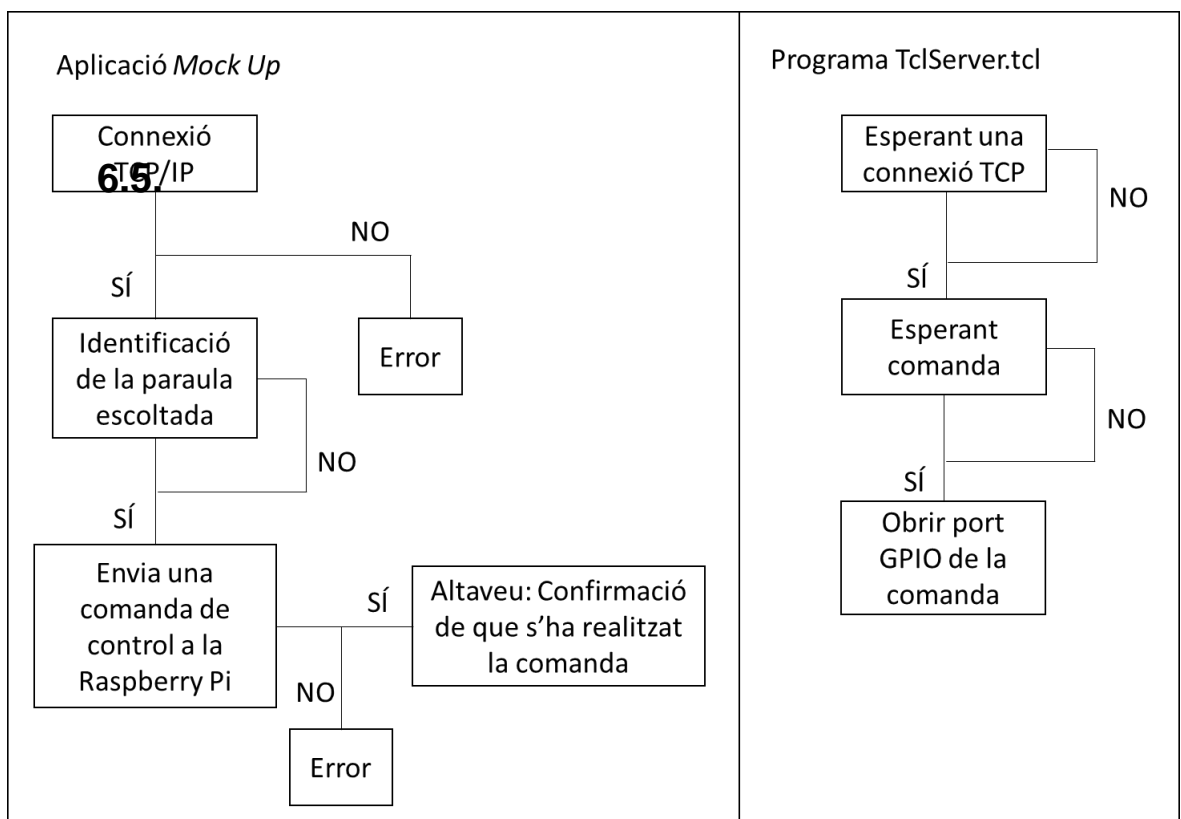 Aplicació Mock Up
Connexió
TCP/IP
6.5.
NO
SÍ
Identificació
de la paraula
escoltada
Error
NO
SÍ
Envia una
comanda de
control a la
Raspberry Pi
SÍ
Altaveu: Confirmació
de que s'ha realitzat
la comanda
NO
Error
Programa TclServer.tcl
Esperant una
connexió TCP
NO
SÍ
Esperant
comanda
NO
SÍ
Obrir port
GPIO de la
comanda